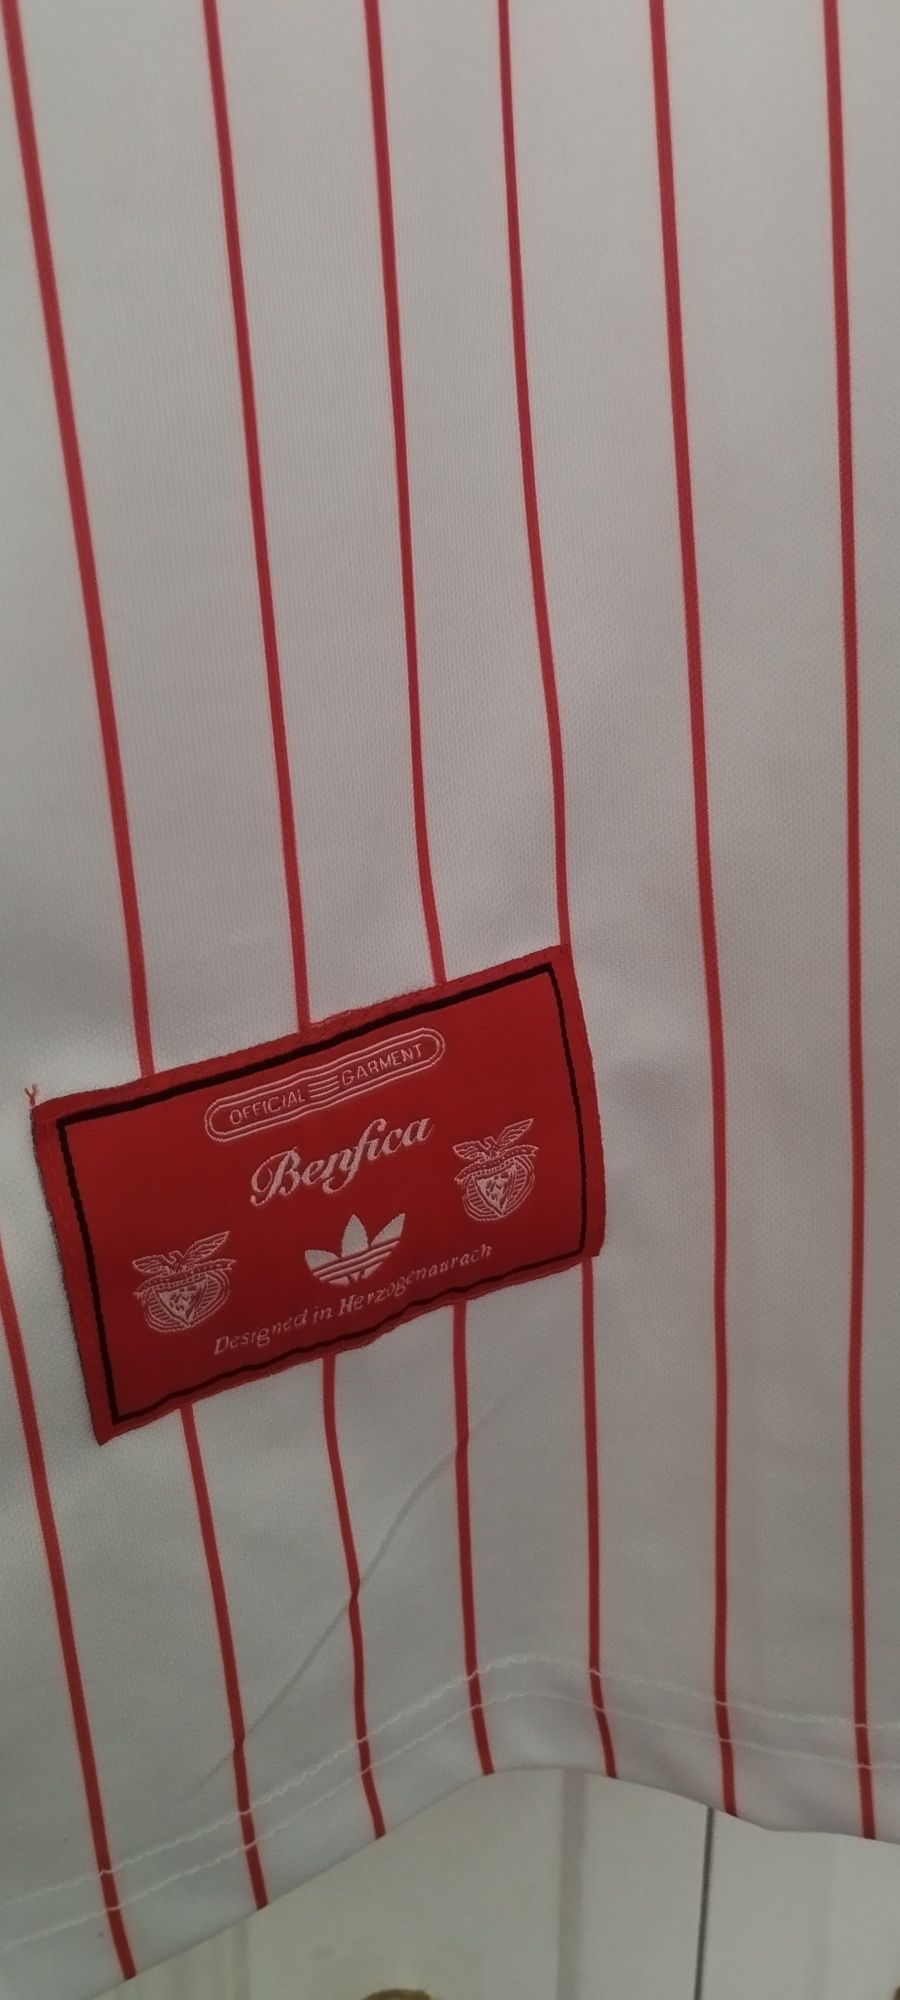 OFFICIAL GARMENT
Benfica
Designed in Herzogenaurach